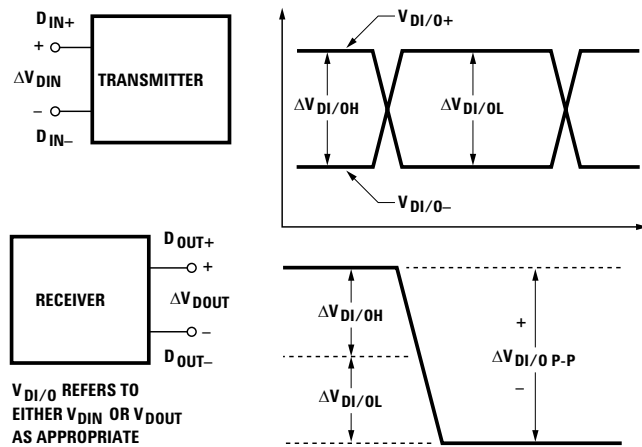 D IN+
+
ΔV DIN
TRANSMITTER
–
D IN–
V DI/O+
ΔV DI/OH
ΔV DI/OL
V DI/O–
D OUT+
+
RECEIVER
ΔV DOUT
–
D OUT–
V DI/O REFERS TO
EITHER V DIN OR V DOUT
AS APPROPRIATE
ΔV DI/OH
ΔV DI/OL
+
ΔV DI/O P-P
–